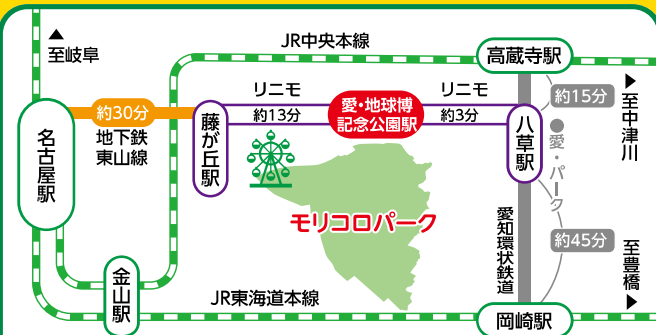 ▲
至岐阜
JR中央本線
高蔵寺駅
リニモ
リニモ
約15分
▶
至中津川
約30分
約13分
愛・地球博
記念公園駅
約3分
名古屋駅
地下鉄
東山線
藤が丘駅
八草駅
●愛・パーク
モリコロパーク
愛知環状鉄道
約45分
至豊橋
▶
金山駅
JR東海道本線
岡崎駅